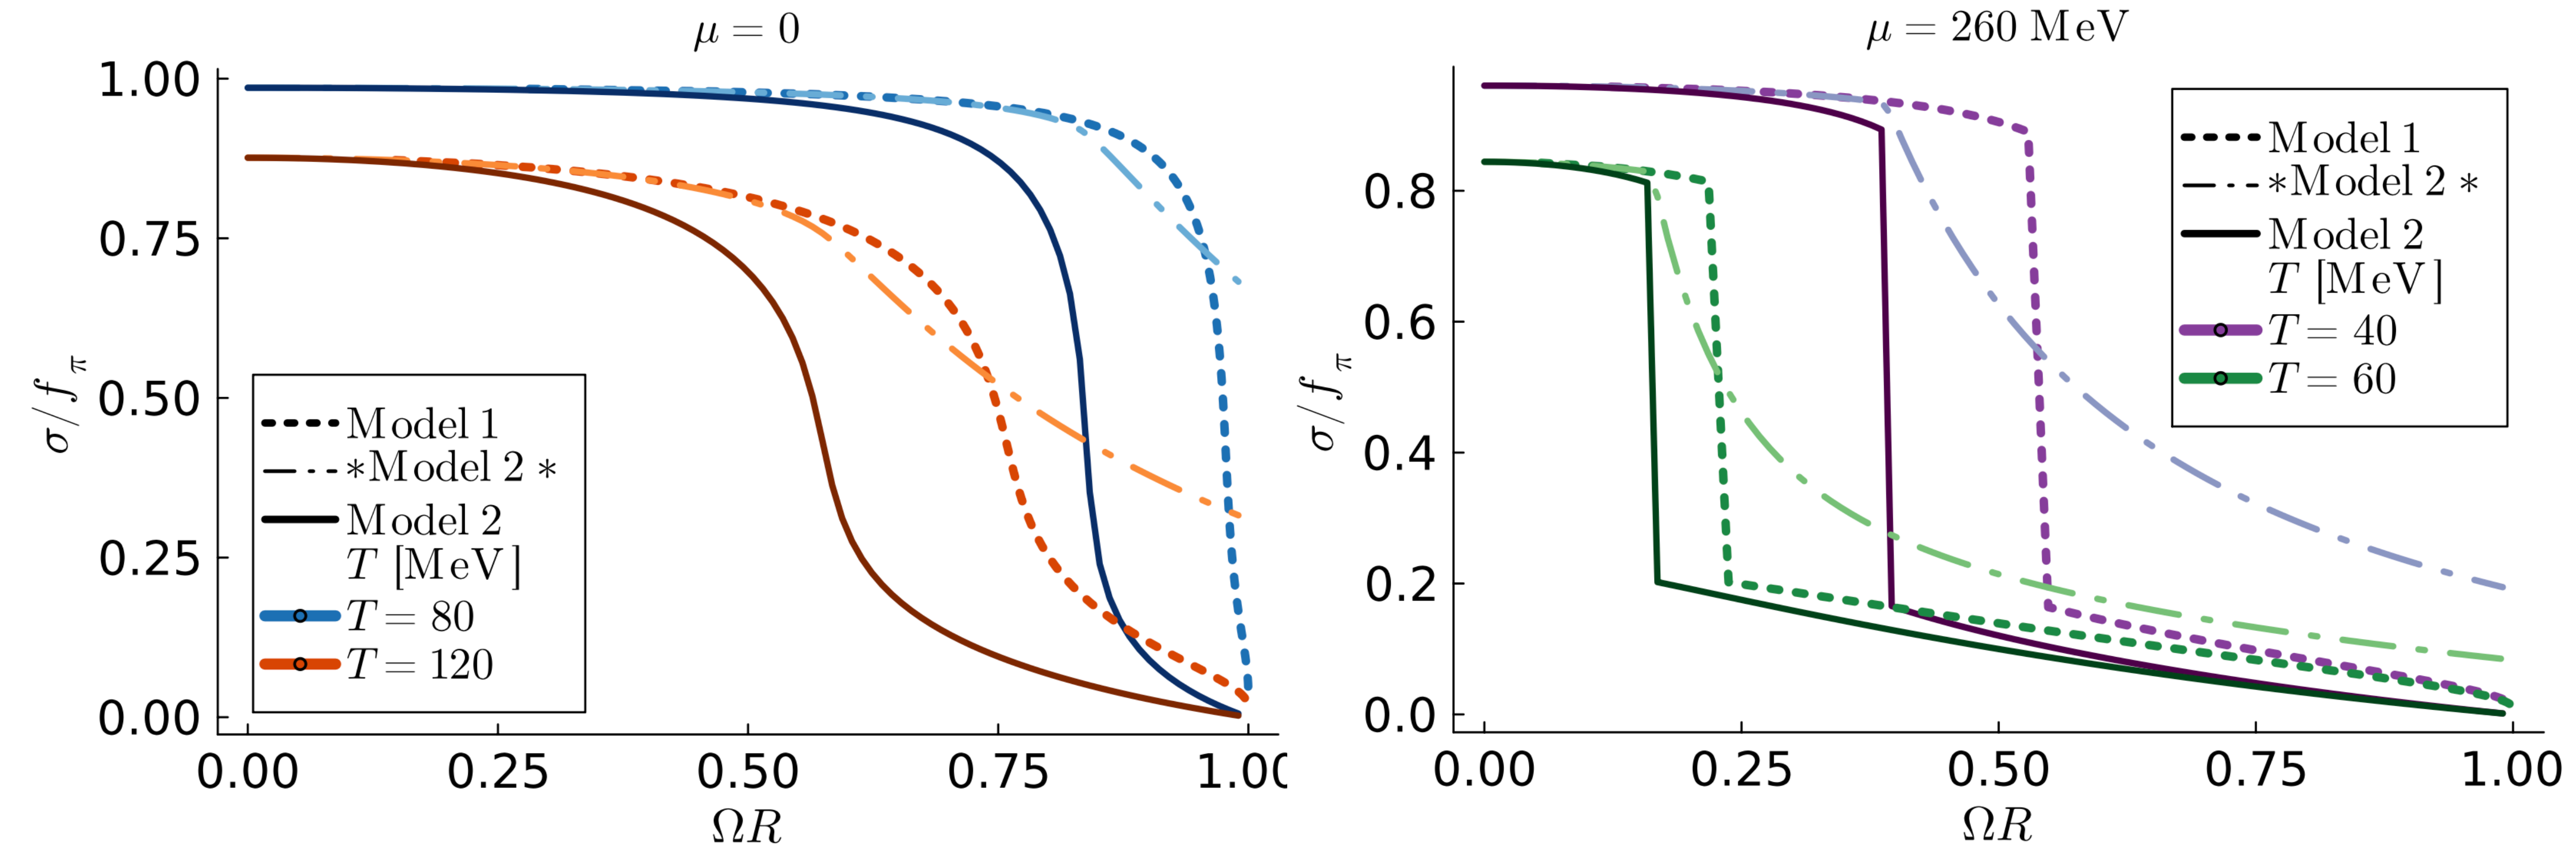 μ = 0
1.00
0.75
0.50
0.25
0.00
σ/f_π
Model 1
*Model 2 *
Model 2
T [MeV]
T = 80
T = 120
0.00 0.25 0.50 0.75 1.00
ΩR
μ = 260 MeV
0.8
0.6
0.4
0.2
0.0
σ/f_π
Model 1
*Model 2 *
Model 2
T [MeV]
T = 40
T = 60
0.00 0.25 0.50 0.75 1.00
ΩR